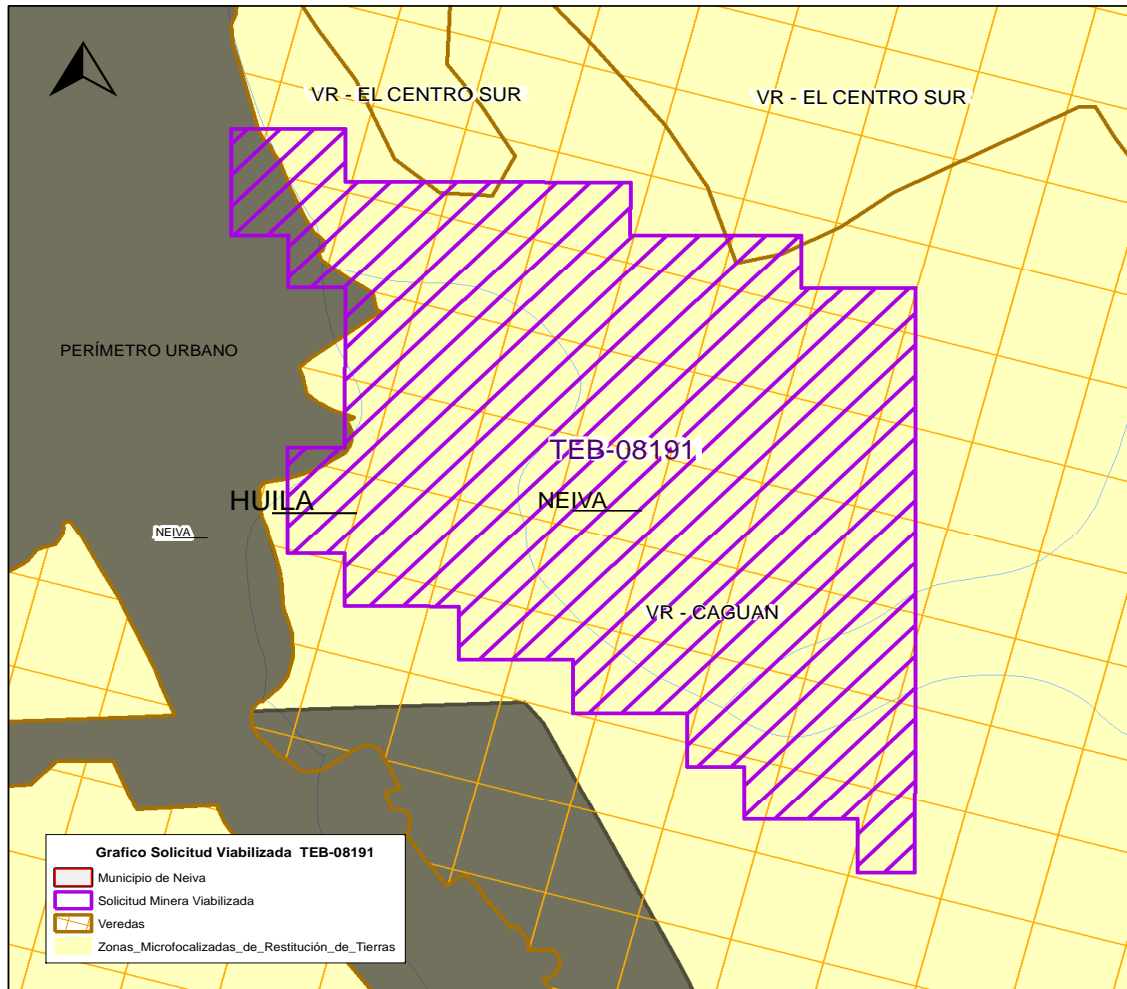 VR - EL CENTRO SUR
VR - EL CENTRO SUR
PERÍMETRO URBANO
TEB-08191
HUILA
NEIVA
NEIVA
VR - CAGUAN
Grafico Solicitud Viabilizada TEB-08191
Municipio de Neiva
Solicitud Minera Viabilizada
Veredas
Zonas_Microfocalizadas_de_Restitución_de_Tierras